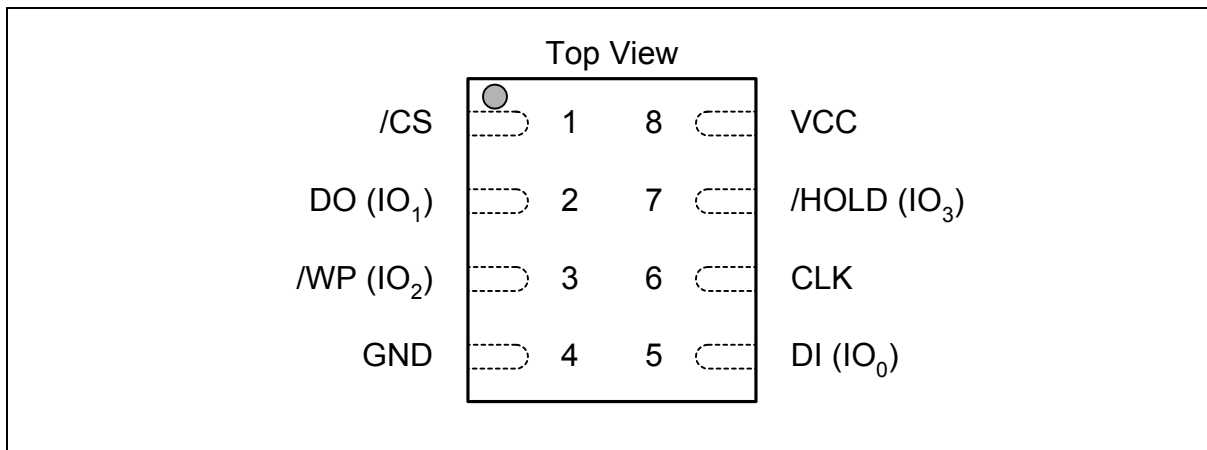 Top View
/CS 1 8 VCC
DO (IO₁) 2 7 /HOLD (IO₃)
/WP (IO₂) 3 6 CLK
GND 4 5 DI (IO₀)